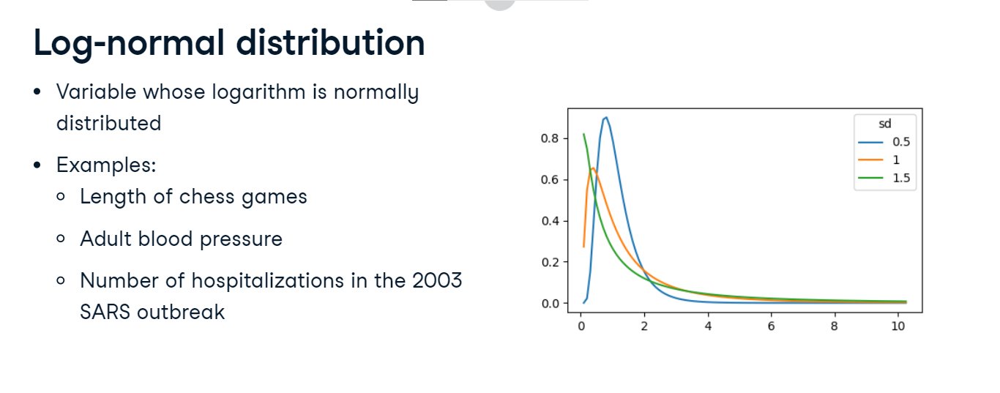 Log-normal distribution
• Variable whose logarithm is normally
distributed
• Examples:
○ Length of chess games
○ Adult blood pressure
○ Number of hospitalizations in the 2003
SARS outbreak
sd
0.5
1
1.5
0.8
0.6
0.4
0.2
0.0
0 2 4 6 8 10